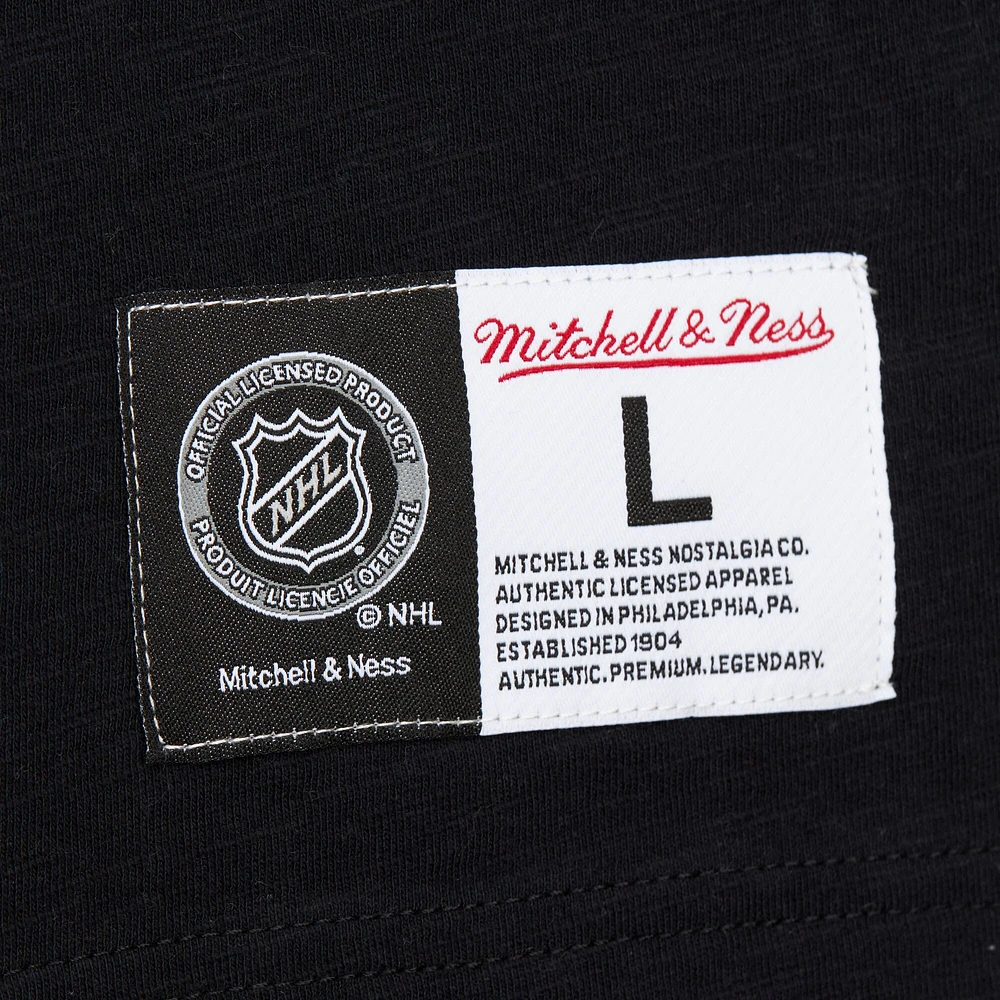 OFFICIAL LICENSED PRODUCT
NHL
PRODUIT LICENCIE OFFICIEL
© NHL
Mitchell & Ness
Mitchell & Ness
L
MITCHELL & NESS NOSTALGIA CO.
AUTHENTIC LICENSED APPAREL
DESIGNED IN PHILADELPHIA, PA.
ESTABLISHED 1904
AUTHENTIC. PREMIUM. LEGENDARY.